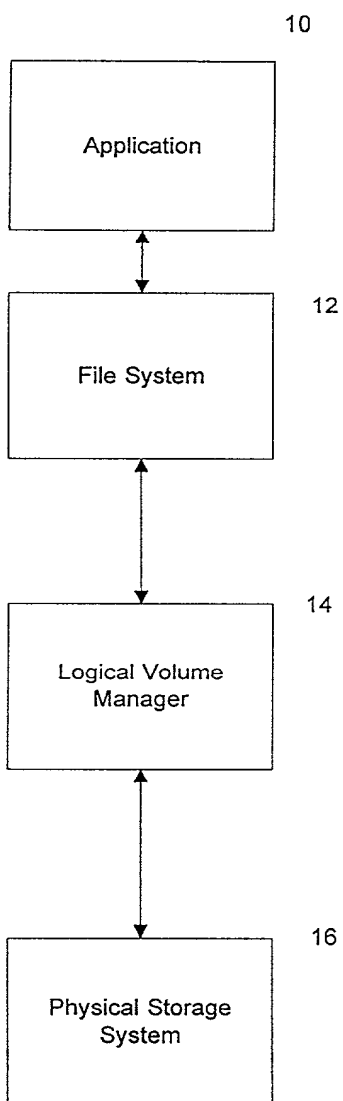 10
Application
12
File System
14
Logical Volume
Manager
16
Physical Storage
System